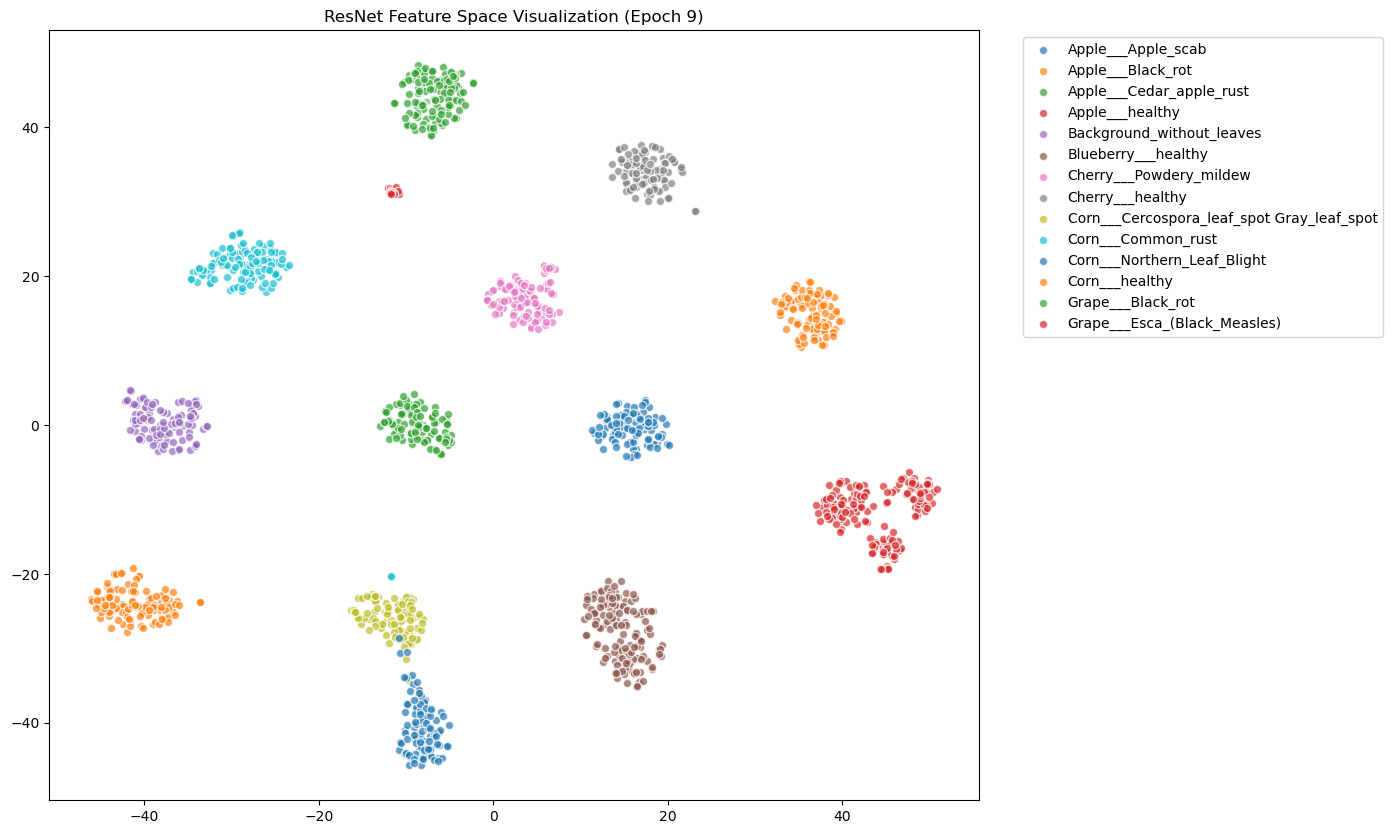 ResNet Feature Space Visualization (Epoch 9)
40
20
0
−20
−40
−40
−20
0
20
40
Apple___Apple_scab
Apple___Black_rot
Apple___Cedar_apple_rust
Apple___healthy
Background_without_leaves
Blueberry___healthy
Cherry___Powdery_mildew
Cherry___healthy
Corn___Cercospora_leaf_spot Gray_leaf_spot
Corn___Common_rust
Corn___Northern_Leaf_Blight
Corn___healthy
Grape___Black_rot
Grape___Esca_(Black_Measles)